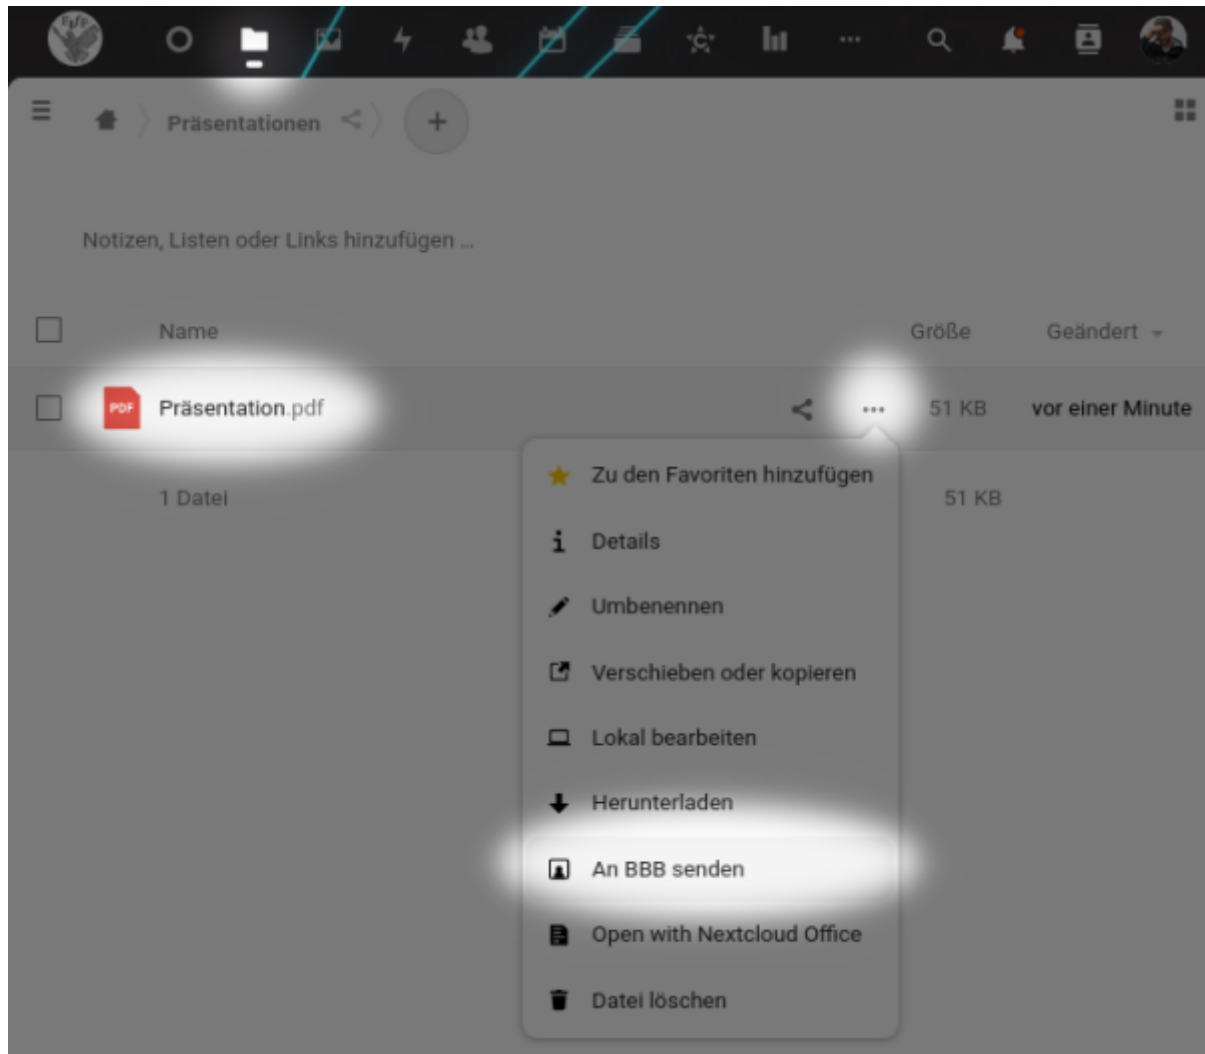 FIfF
Präsentationen
Notizen, Listen oder Links hinzufügen ...
Name Größe Geändert
PDF Präsentation.pdf 51 KB vor einer Minute
1 Datei 51 KB
Zu den Favoriten hinzufügen
Details
Umbenennen
Verschieben oder kopieren
Lokal bearbeiten
Herunterladen
An BBB senden
Open with Nextcloud Office
Datei löschen